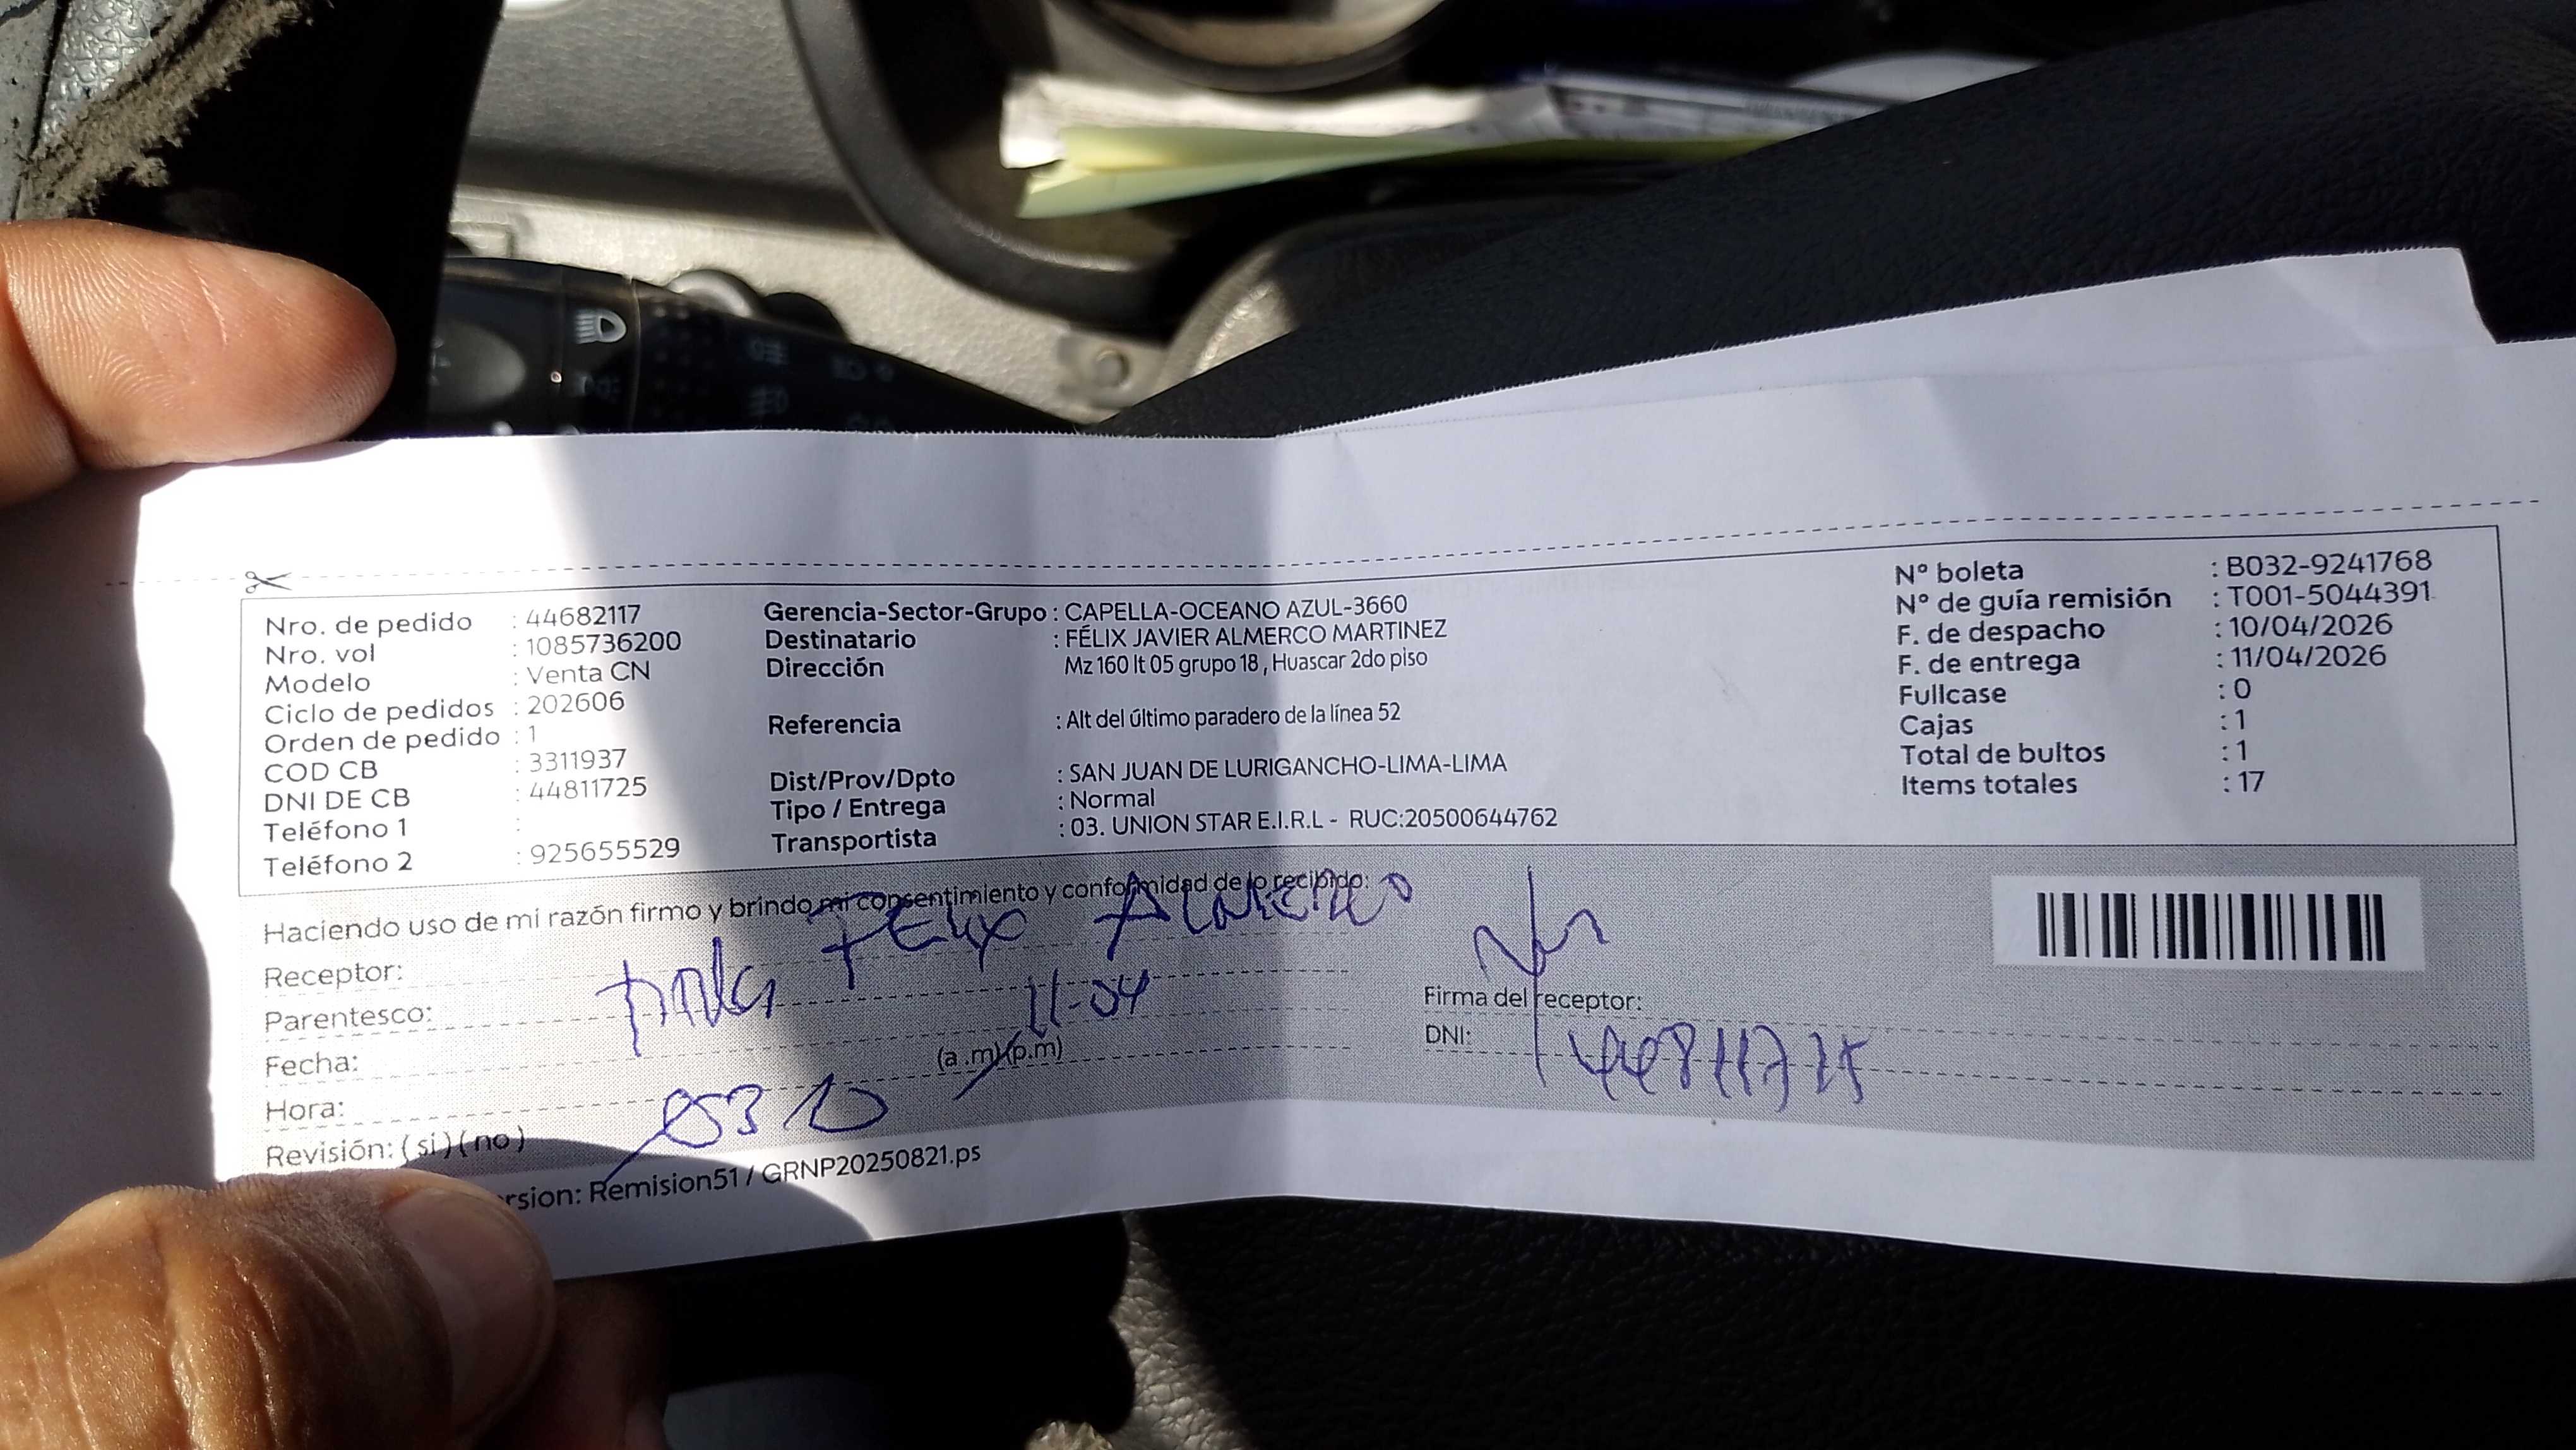 Nro. de pedido : 44682117
Nro. vol : 1085736200
Modelo : Venta CN
Ciclo de pedidos : 202606
Orden de pedido : 1
COD CB : 3311937
DNI DE CB : 44811725
Teléfono 1 :
Teléfono 2 : 925655529
Gerencia-Sector-Grupo : CAPELLA-OCEANO AZUL-3660
Destinatario : FÉLIX JAVIER ALMERCO MARTINEZ
Dirección Mz 160 lt 05 grupo 18 , Huascar 2do piso
Referencia : Alt del último paradero de la línea 52
Dist/Prov/Dpto : SAN JUAN DE LURIGANCHO-LIMA-LIMA
Tipo / Entrega : Normal
Transportista : 03. UNION STAR E.I.R.L - RUC:20500644762
N° boleta : B032-9241768
N° de guía remisión : T001-5044391
F. de despacho : 10/04/2026
F. de entrega : 11/04/2026
Fullcase : 0
Cajas : 1
Total de bultos : 1
Items totales : 17
Haciendo uso de mi razón firmo y brindo mi consentimiento y conformidad de lo recibido:
Receptor: FELIX ALMERCO
Parentesco:
Fecha: 11-04
Hora: (a.m)(p.m)
Revisión: (si) (no)
Firma del receptor:
DNI: 44811725
rsion: Remision51 / GRNP20250821.ps